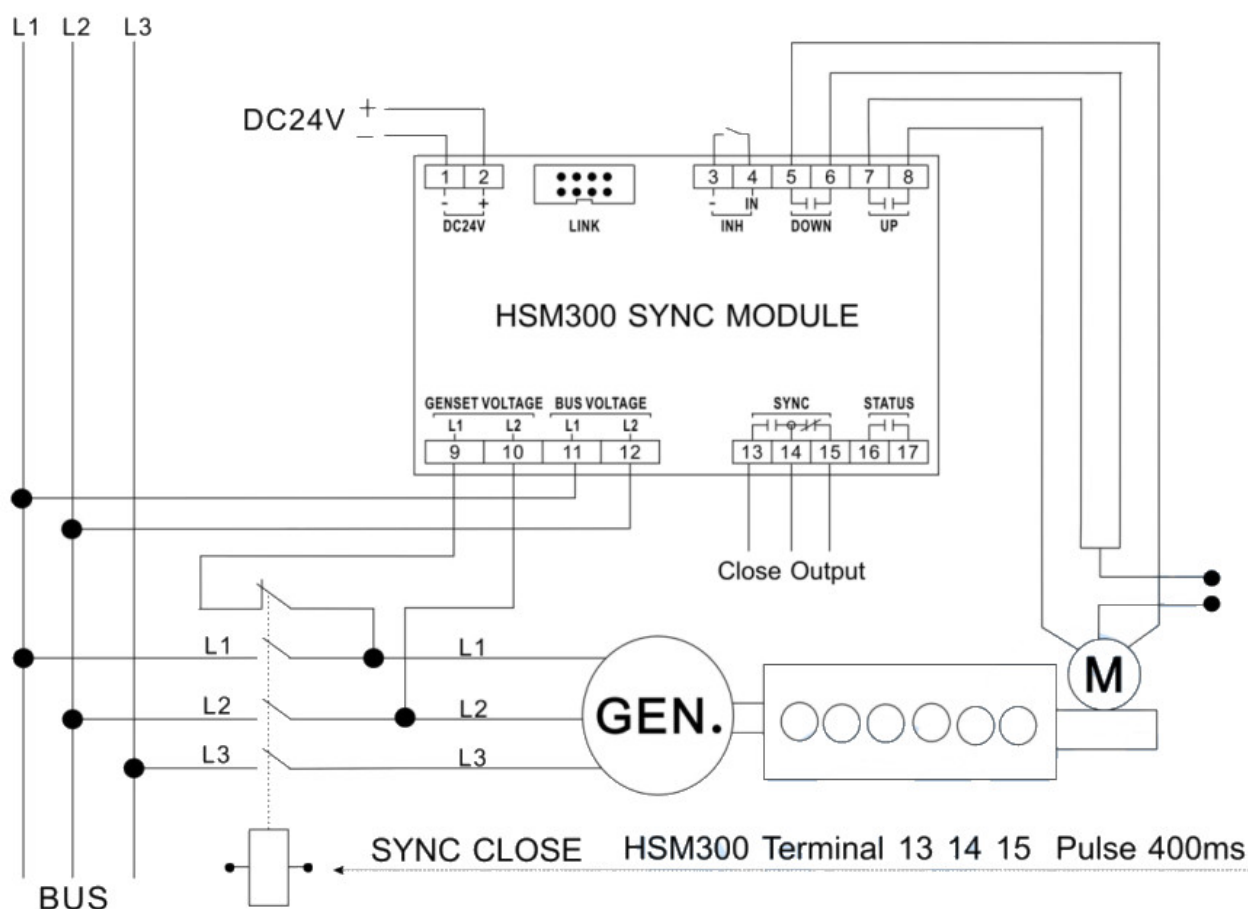 L1 L2 L3
DC24V + −
1 2
- +
DC24V
LINK
3 4 5 6 7 8
- IN
INH DOWN UP
HSM300 SYNC MODULE
GENSET VOLTAGE BUS VOLTAGE SYNC STATUS
L1 L2 L1 L2
9 10 11 12 13 14 15 16 17
Close Output
L1 L1
L2 L2
L3 L3
GEN.
M
SYNC CLOSE HSM300 Terminal 13 14 15 Pulse 400ms
BUS